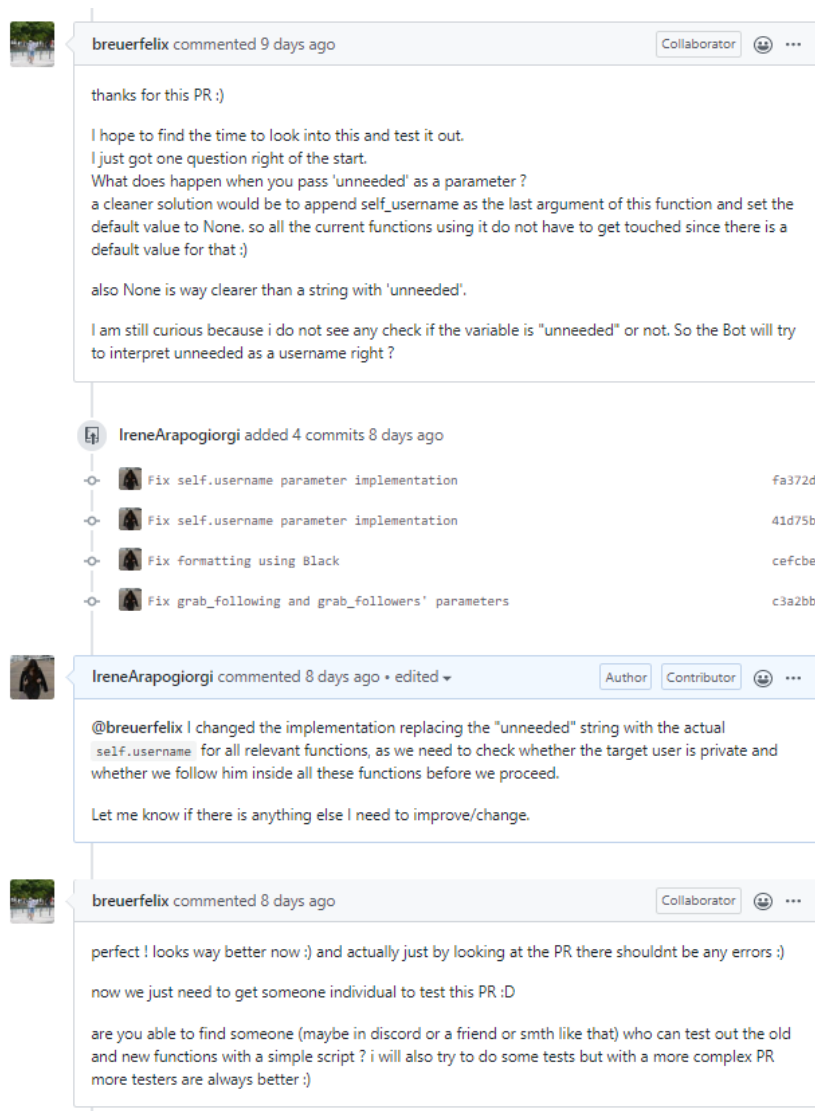 breuerfelix commented 9 days ago Collaborator
thanks for this PR :)
I hope to find the time to look into this and test it out.
I just got one question right of the start.
What does happen when you pass 'unneeded' as a parameter ?
a cleaner solution would be to append self_username as the last argument of this function and set the
default value to None. so all the current functions using it do not have to get touched since there is a
default value for that :)
also None is way clearer than a string with 'unneeded'.
I am still curious because i do not see any check if the variable is "unneeded" or not. So the Bot will try
to interpret unneeded as a username right ?
IreneArapogiorgi added 4 commits 8 days ago
Fix self.username parameter implementation fa372d
Fix self.username parameter implementation 41d75b
Fix formatting using Black cefcbe
Fix grab_following and grab_followers' parameters c3a2bb
IreneArapogiorgi commented 8 days ago • edited Author Contributor
@breuerfelix I changed the implementation replacing the "unneeded" string with the actual
self.username for all relevant functions, as we need to check whether the target user is private and
whether we follow him inside all these functions before we proceed.
Let me know if there is anything else I need to improve/change.
breuerfelix commented 8 days ago Collaborator
perfect ! looks way better now :) and actually just by looking at the PR there shouldnt be any errors :)
now we just need to get someone individual to test this PR :D
are you able to find someone (maybe in discord or a friend or smth like that) who can test out the old
and new functions with a simple script ? i will also try to do some tests but with a more complex PR
more testers are always better :)